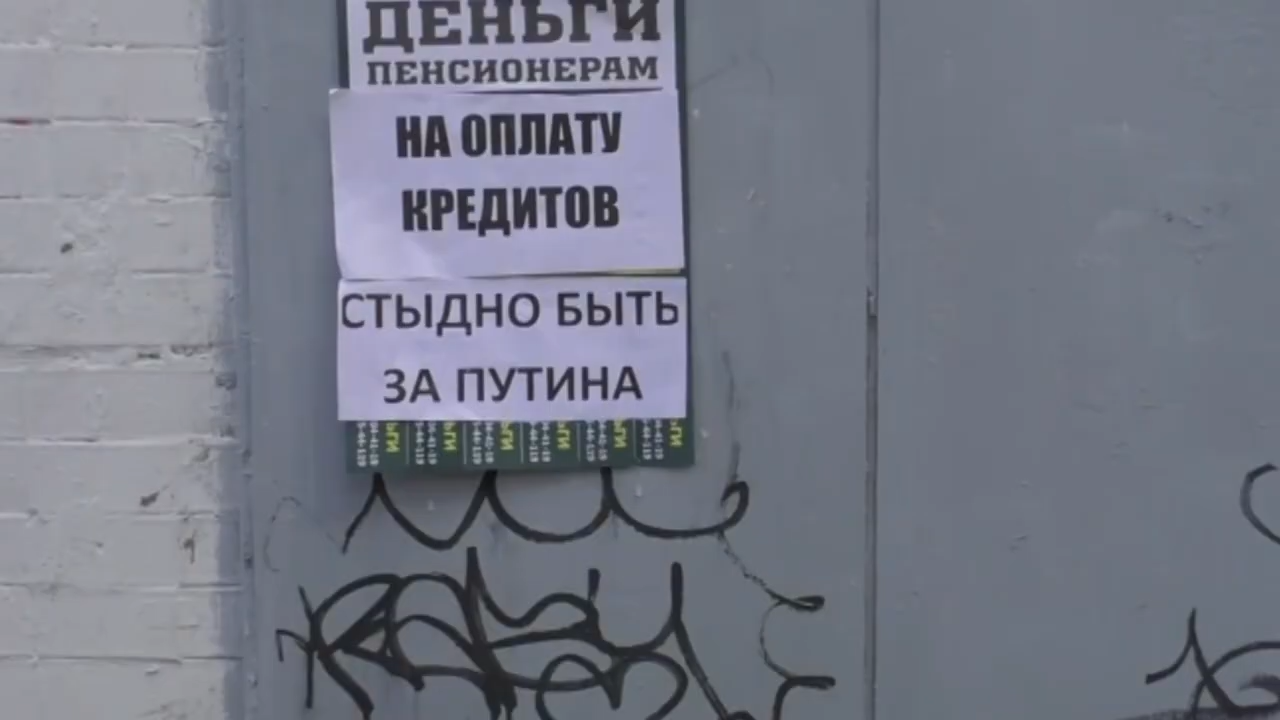 ДЕНЬГИ
ПЕНСИОНЕРАМ
НА ОПЛАТУ
КРЕДИТОВ
СТЫДНО БЫТЬ
ЗА ПУТИНА